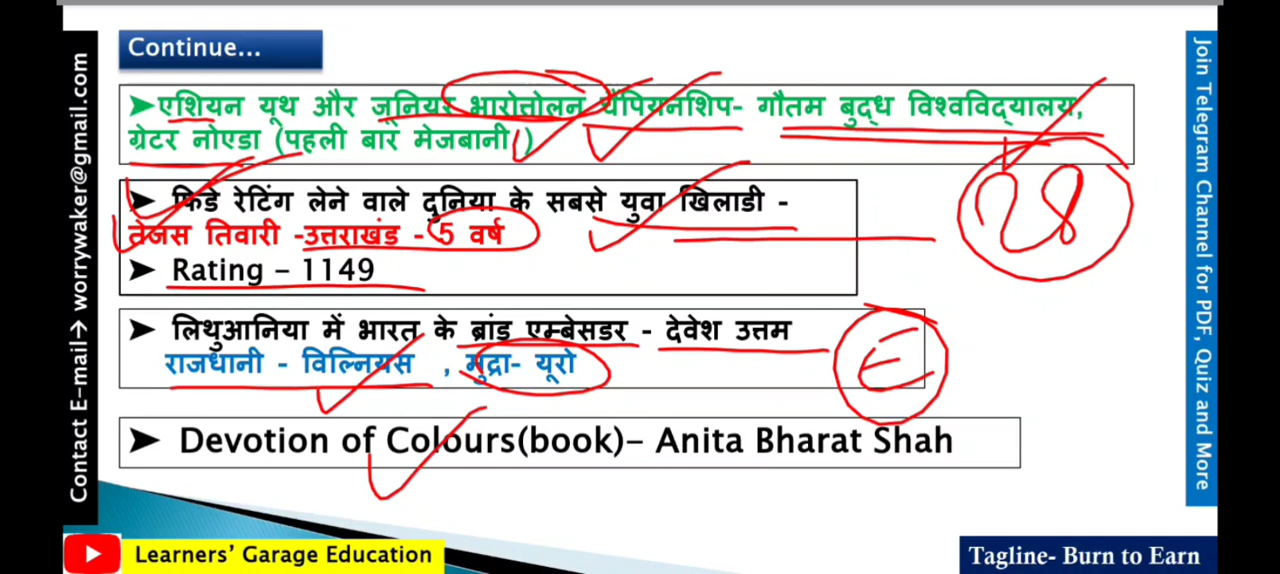 Continue...
➤एशियन यूथ और जूनियर भारोत्तोलन चैंपियनशिप- गौतम बुद्ध विश्वविद्यालय,
ग्रेटर नोएडा (पहली बार मेजबानी )
➤ फिडे रेटिंग लेने वाले दुनिया के सबसे युवा खिलाडी -
तेजस तिवारी -उत्तराखंड - 5 वर्ष
➤ Rating – 1149
28
➤ लिथुआनिया में भारत के ब्रांड एम्बेसडर - देवेश उत्तम
राजधानी - विल्नियस , मुद्रा- यूरो
E
➤ Devotion of Colours(book)– Anita Bharat Shah
Contact E-mail→ worrywaker@gmail.com
Join Telegram Channel for PDF, Quiz and More
Learners’ Garage Education
Tagline- Burn to Earn